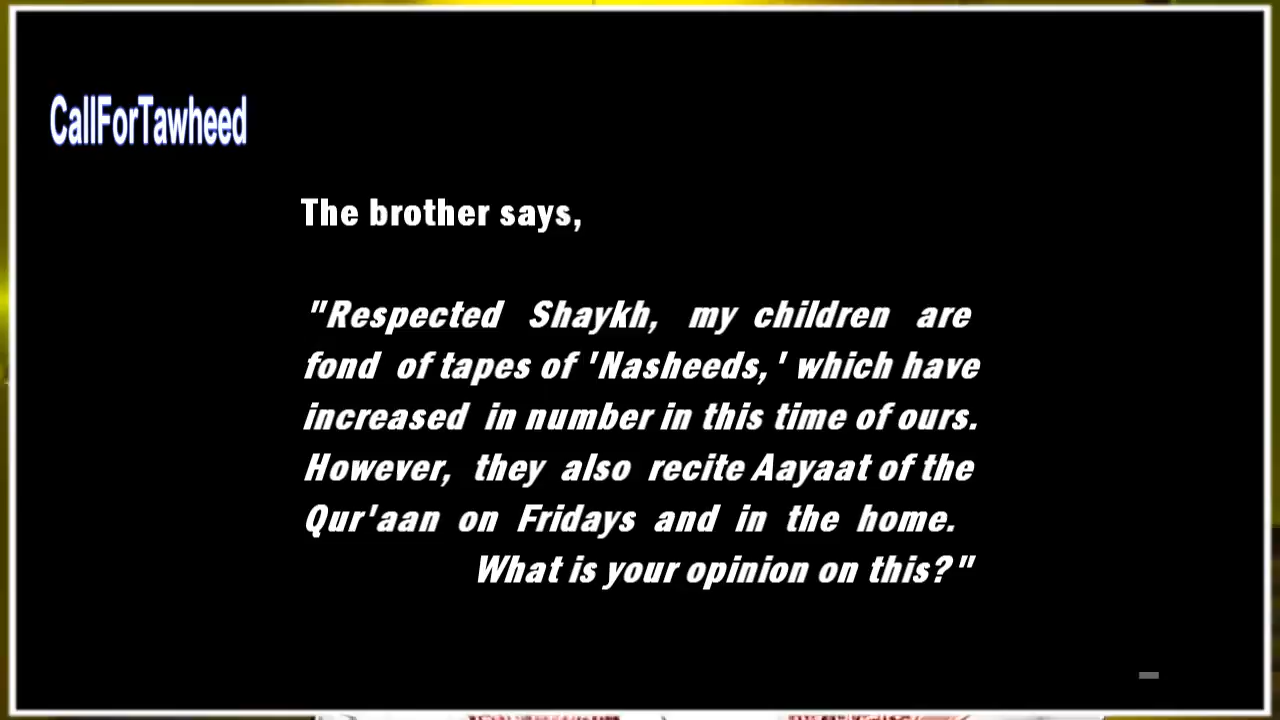 CallForTawheed
The brother says,
"Respected Shaykh, my children are
fond of tapes of 'Nasheeds,' which have
increased in number in this time of ours.
However, they also recite Aayaat of the
Qur'aan on Fridays and in the home.
What is your opinion on this?"